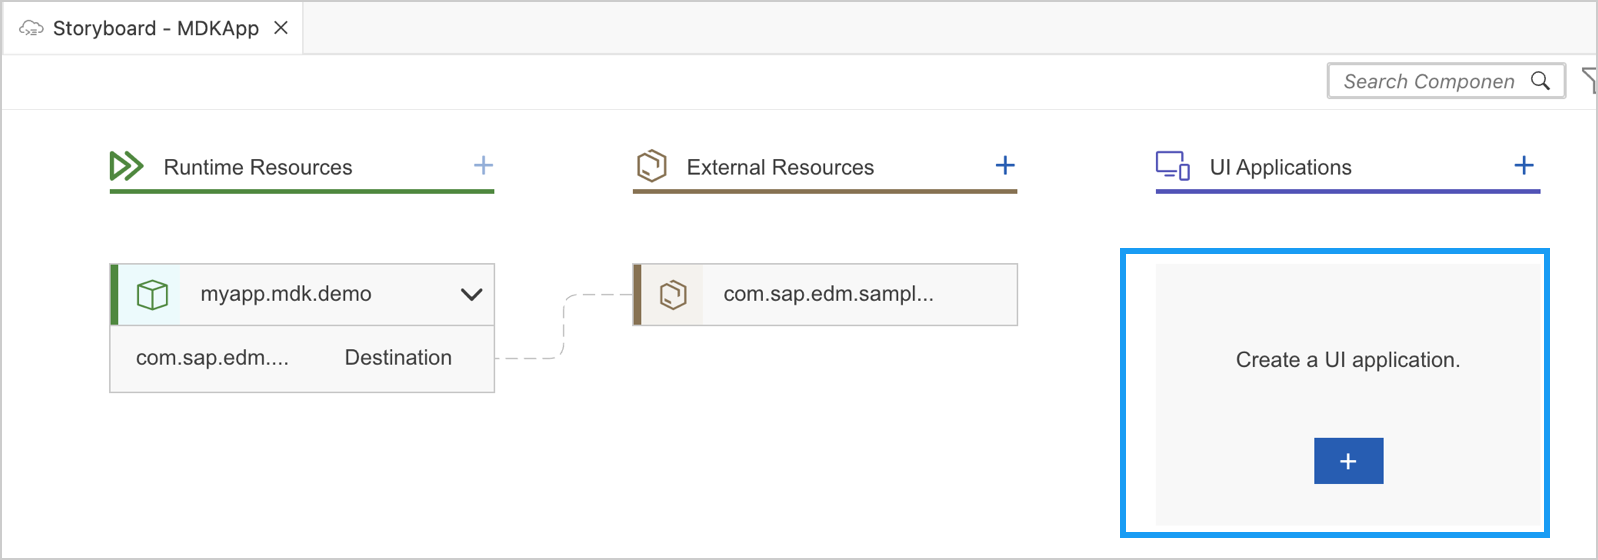 Storyboard - MDKApp
Search Componen
Runtime Resources
External Resources
UI Applications
myapp.mdk.demo
com.sap.edm.... Destination
com.sap.edm.sampl...
Create a UI application.